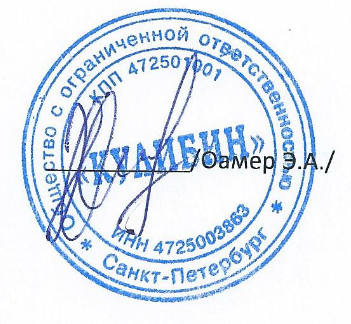 Общество с ограниченной ответственностью
КПП 472501001
«КУЛИБИН»
/Оамер Э.А./
ИНН 4725003863
* Санкт-Петербург *